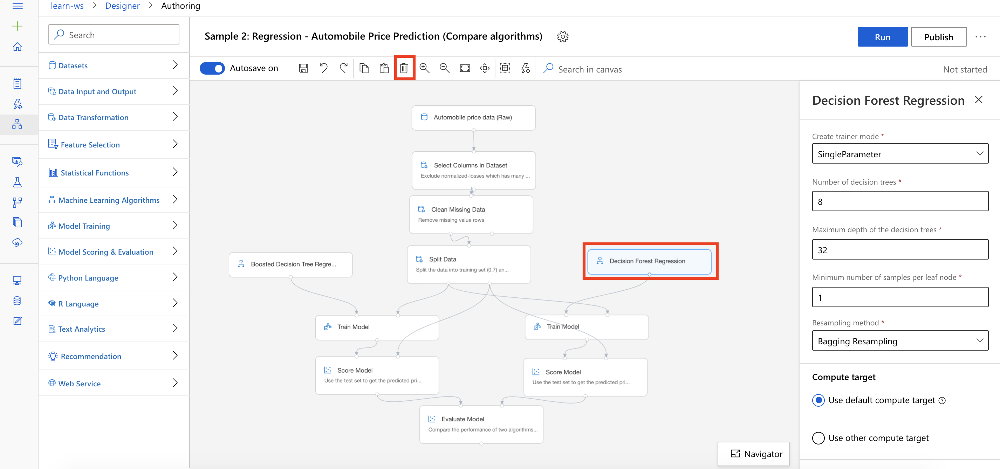 learn-ws > Designer > Authoring
Search
Datasets
Data Input and Output
Data Transformation
Feature Selection
Statistical Functions
Machine Learning Algorithms
Model Training
Model Scoring & Evaluation
Python Language
R Language
Text Analytics
Recommendation
Web Service
Sample 2: Regression - Automobile Price Prediction (Compare algorithms)
Run
Publish
Autosave on
Search in canvas
Not started
Automobile price data (Raw)
Select Columns in Dataset
Exclude normalized-losses which has many ...
Clean Missing Data
Remove missing value rows
Split Data
Split the data into training set (0.7) an...
Boosted Decision Tree Regre...
Decision Forest Regression
Train Model
Train Model
Score Model
Use the test set to get the predicted pri...
Score Model
Use the test set to get the predicted pri...
Evaluate Model
Compare the performance of two algorithms...
Navigator
Decision Forest Regression
Create trainer mode *
SingleParameter
Number of decision trees *
8
Maximum depth of the decision trees *
32
Minimum number of samples per leaf node *
1
Resampling method *
Bagging Resampling
Compute target
Use default compute target
Use other compute target